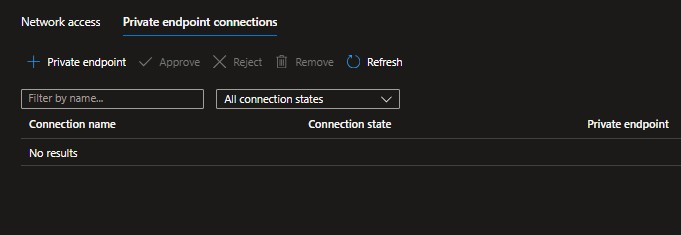 Network access Private endpoint connections
Private endpoint Approve Reject Remove Refresh
Filter by name... All connection states
Connection name Connection state Private endpoint
No results